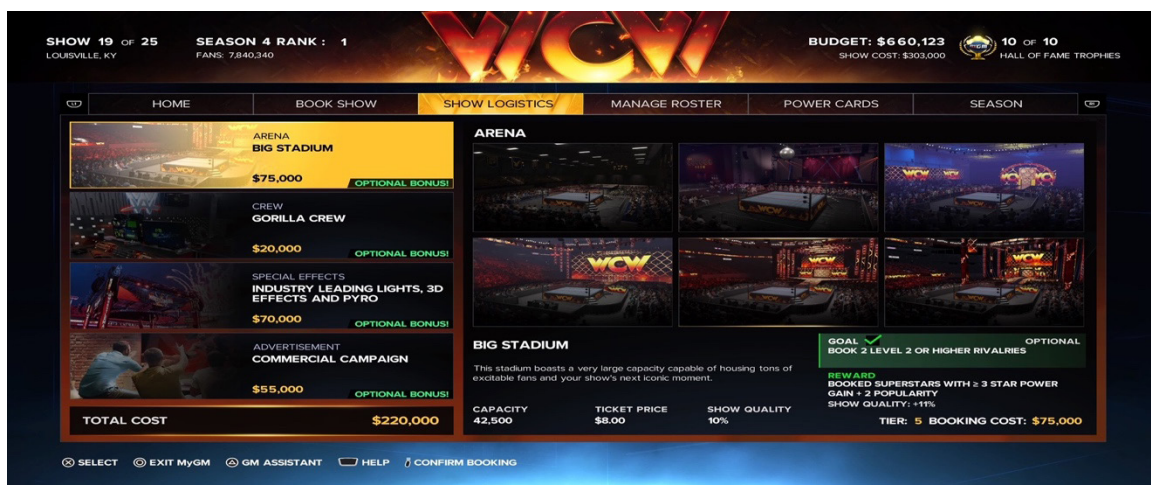 WCW
SHOW 19 OF 25
LOUISVILLE, KY
SEASON 4 RANK : 1
FANS: 7,840,340
BUDGET: $660,123
SHOW COST: $303,000
10 OF 10
HALL OF FAME TROPHIES
HOME
BOOK SHOW
SHOW LOGISTICS
MANAGE ROSTER
POWER CARDS
SEASON
ARENA
BIG STADIUM
$75,000
OPTIONAL BONUS!
CREW
GORILLA CREW
$20,000
OPTIONAL BONUS!
SPECIAL EFFECTS
INDUSTRY LEADING LIGHTS, 3D
EFFECTS AND PYRO
$70,000
OPTIONAL BONUS!
ADVERTISEMENT
COMMERCIAL CAMPAIGN
$55,000
OPTIONAL BONUS!
TOTAL COST $220,000
ARENA
WCW
WCW
WCW
WCW
WCW
WCW
BIG STADIUM
This stadium boasts a very large capacity capable of housing tons of
excitable fans and your show's next iconic moment.
CAPACITY
42,500
TICKET PRICE
$8.00
SHOW QUALITY
10%
GOAL
OPTIONAL
BOOK 2 LEVEL 2 OR HIGHER RIVALRIES
REWARD
BOOKED SUPERSTARS WITH ≥ 3 STAR POWER
GAIN + 2 POPULARITY
SHOW QUALITY: +11%
TIER: 5 BOOKING COST: $75,000
SELECT
EXIT MyGM
GM ASSISTANT
HELP
CONFIRM BOOKING